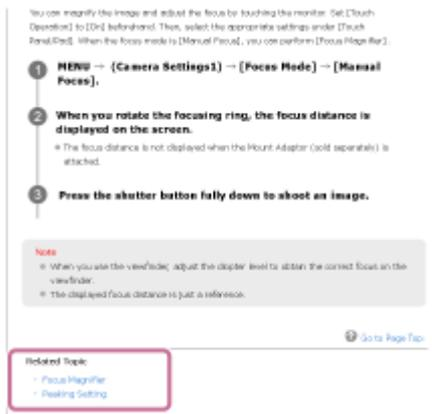 You can magnify the image and adjust the focus by touching the monitor. Set [Touch
Operation] to [On] beforehand. Then, select the appropriate settings under [Touch
Panel/Pad]. When the focus mode is [Manual Focus], you can perform [Focus Magnifier].
1 MENU → (Camera Settings1) → [Focus Mode] → [Manual
Focus].
2 When you rotate the focusing ring, the focus distance is
displayed on the screen.
The focus distance is not displayed when the Mount Adaptor (sold separately) is
attached.
3 Press the shutter button fully down to shoot an image.
Note
When you use the viewfinder, adjust the diopter level to obtain the correct focus on the
viewfinder.
The displayed focus distance is just a reference.
Go to Page Top
Related Topic
Focus Magnifier
Peaking Setting